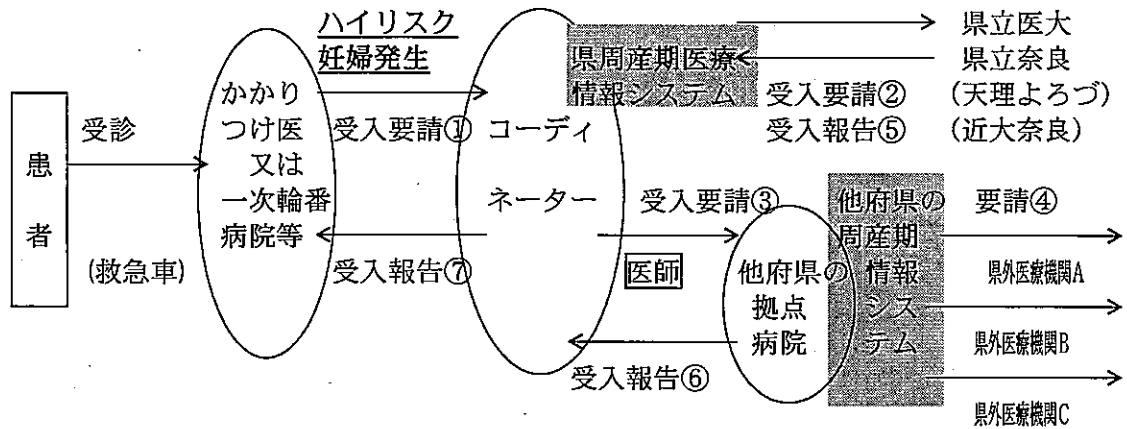 ハイリスク
妊婦発生
患者
受診
(救急車)
かかり
つけ医
又は
一次輪番
病院等
受入要請①
受入報告⑦
コーディ
ネーター
県周産期医療
情報システム
受入要請②
受入報告⑤
県立医大
県立奈良
(天理よろづ)
(近大奈良)
受入要請③
医師
受入報告⑥
他府県の
拠点
病院
他府県の
周産期
情報
シス
テム
要請④
県外医療機関A
県外医療機関B
県外医療機関C